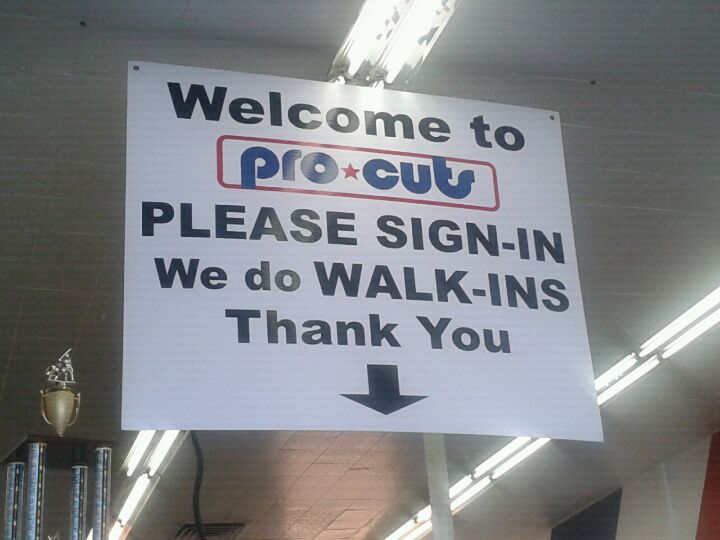 Welcome to
pro★cuts
PLEASE SIGN-IN
We do WALK-INS
Thank You